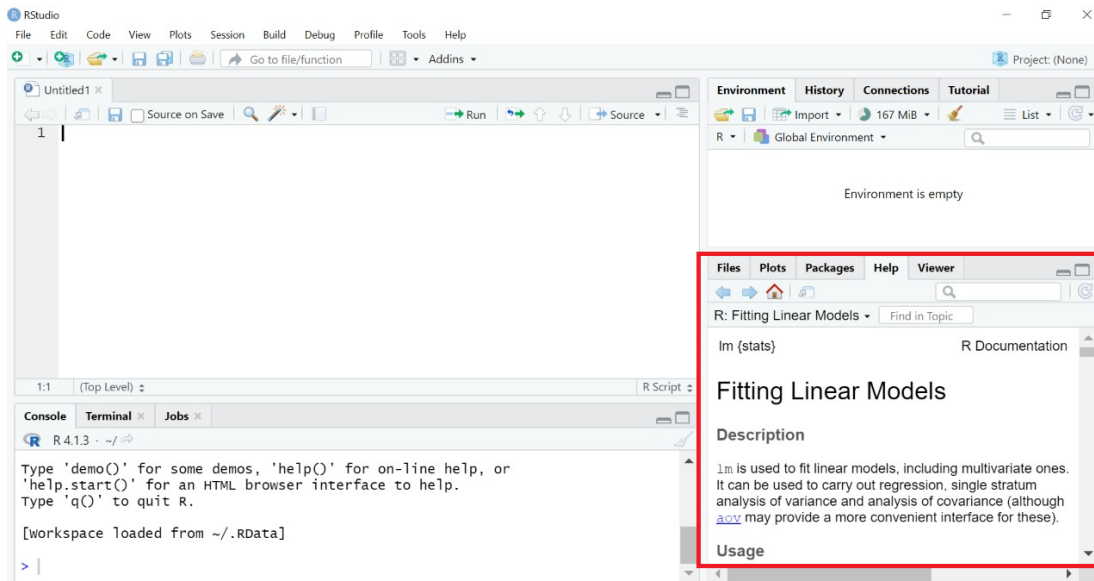 RStudio
File Edit Code View Plots Session Build Debug Profile Tools Help
Go to file/function Addins Project: (None)
Untitled1
Source on Save Run Source
1
1:1 (Top Level) R Script
Console Terminal Jobs
R 4.1.3 · ~/
Type 'demo()' for some demos, 'help()' for on-line help, or
'help.start()' for an HTML browser interface to help.
Type 'q()' to quit R.
[Workspace loaded from ~/.RData]
>
Environment History Connections Tutorial
Import 167 MiB List
R Global Environment
Environment is empty
Files Plots Packages Help Viewer
R: Fitting Linear Models Find in Topic
lm {stats} R Documentation
Fitting Linear Models
Description
lm is used to fit linear models, including multivariate ones.
It can be used to carry out regression, single stratum
analysis of variance and analysis of covariance (although
aov may provide a more convenient interface for these).
Usage